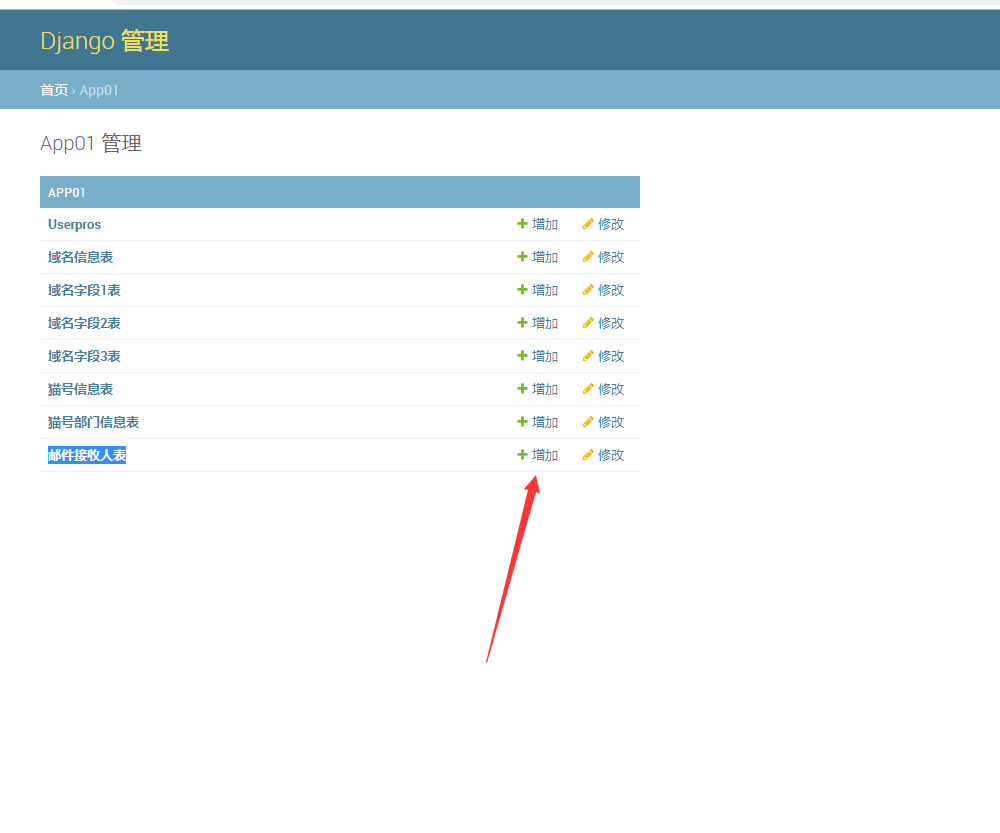 Django 管理
首页 › App01
App01 管理
APP01
Userpros 增加 修改
域名信息表 增加 修改
域名字段1表 增加 修改
域名字段2表 增加 修改
域名字段3表 增加 修改
猫号信息表 增加 修改
猫号部门信息表 增加 修改
邮件接收人表 增加 修改